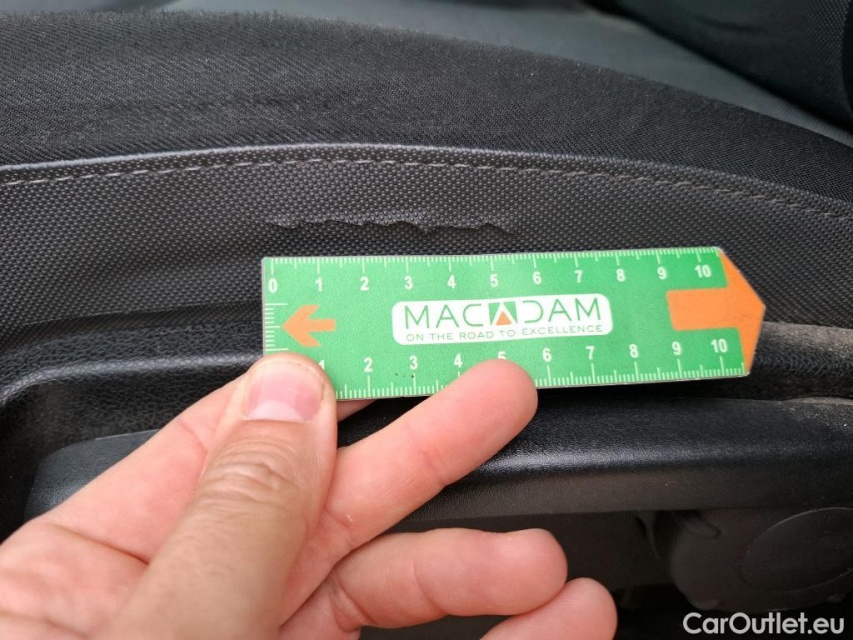 0 1 2 3 4 5 6 7 8 9 10
MACADAM
ON THE ROAD TO EXCELLENCE
1 2 3 4 5 6 7 8 9 10
CarOutlet.eu